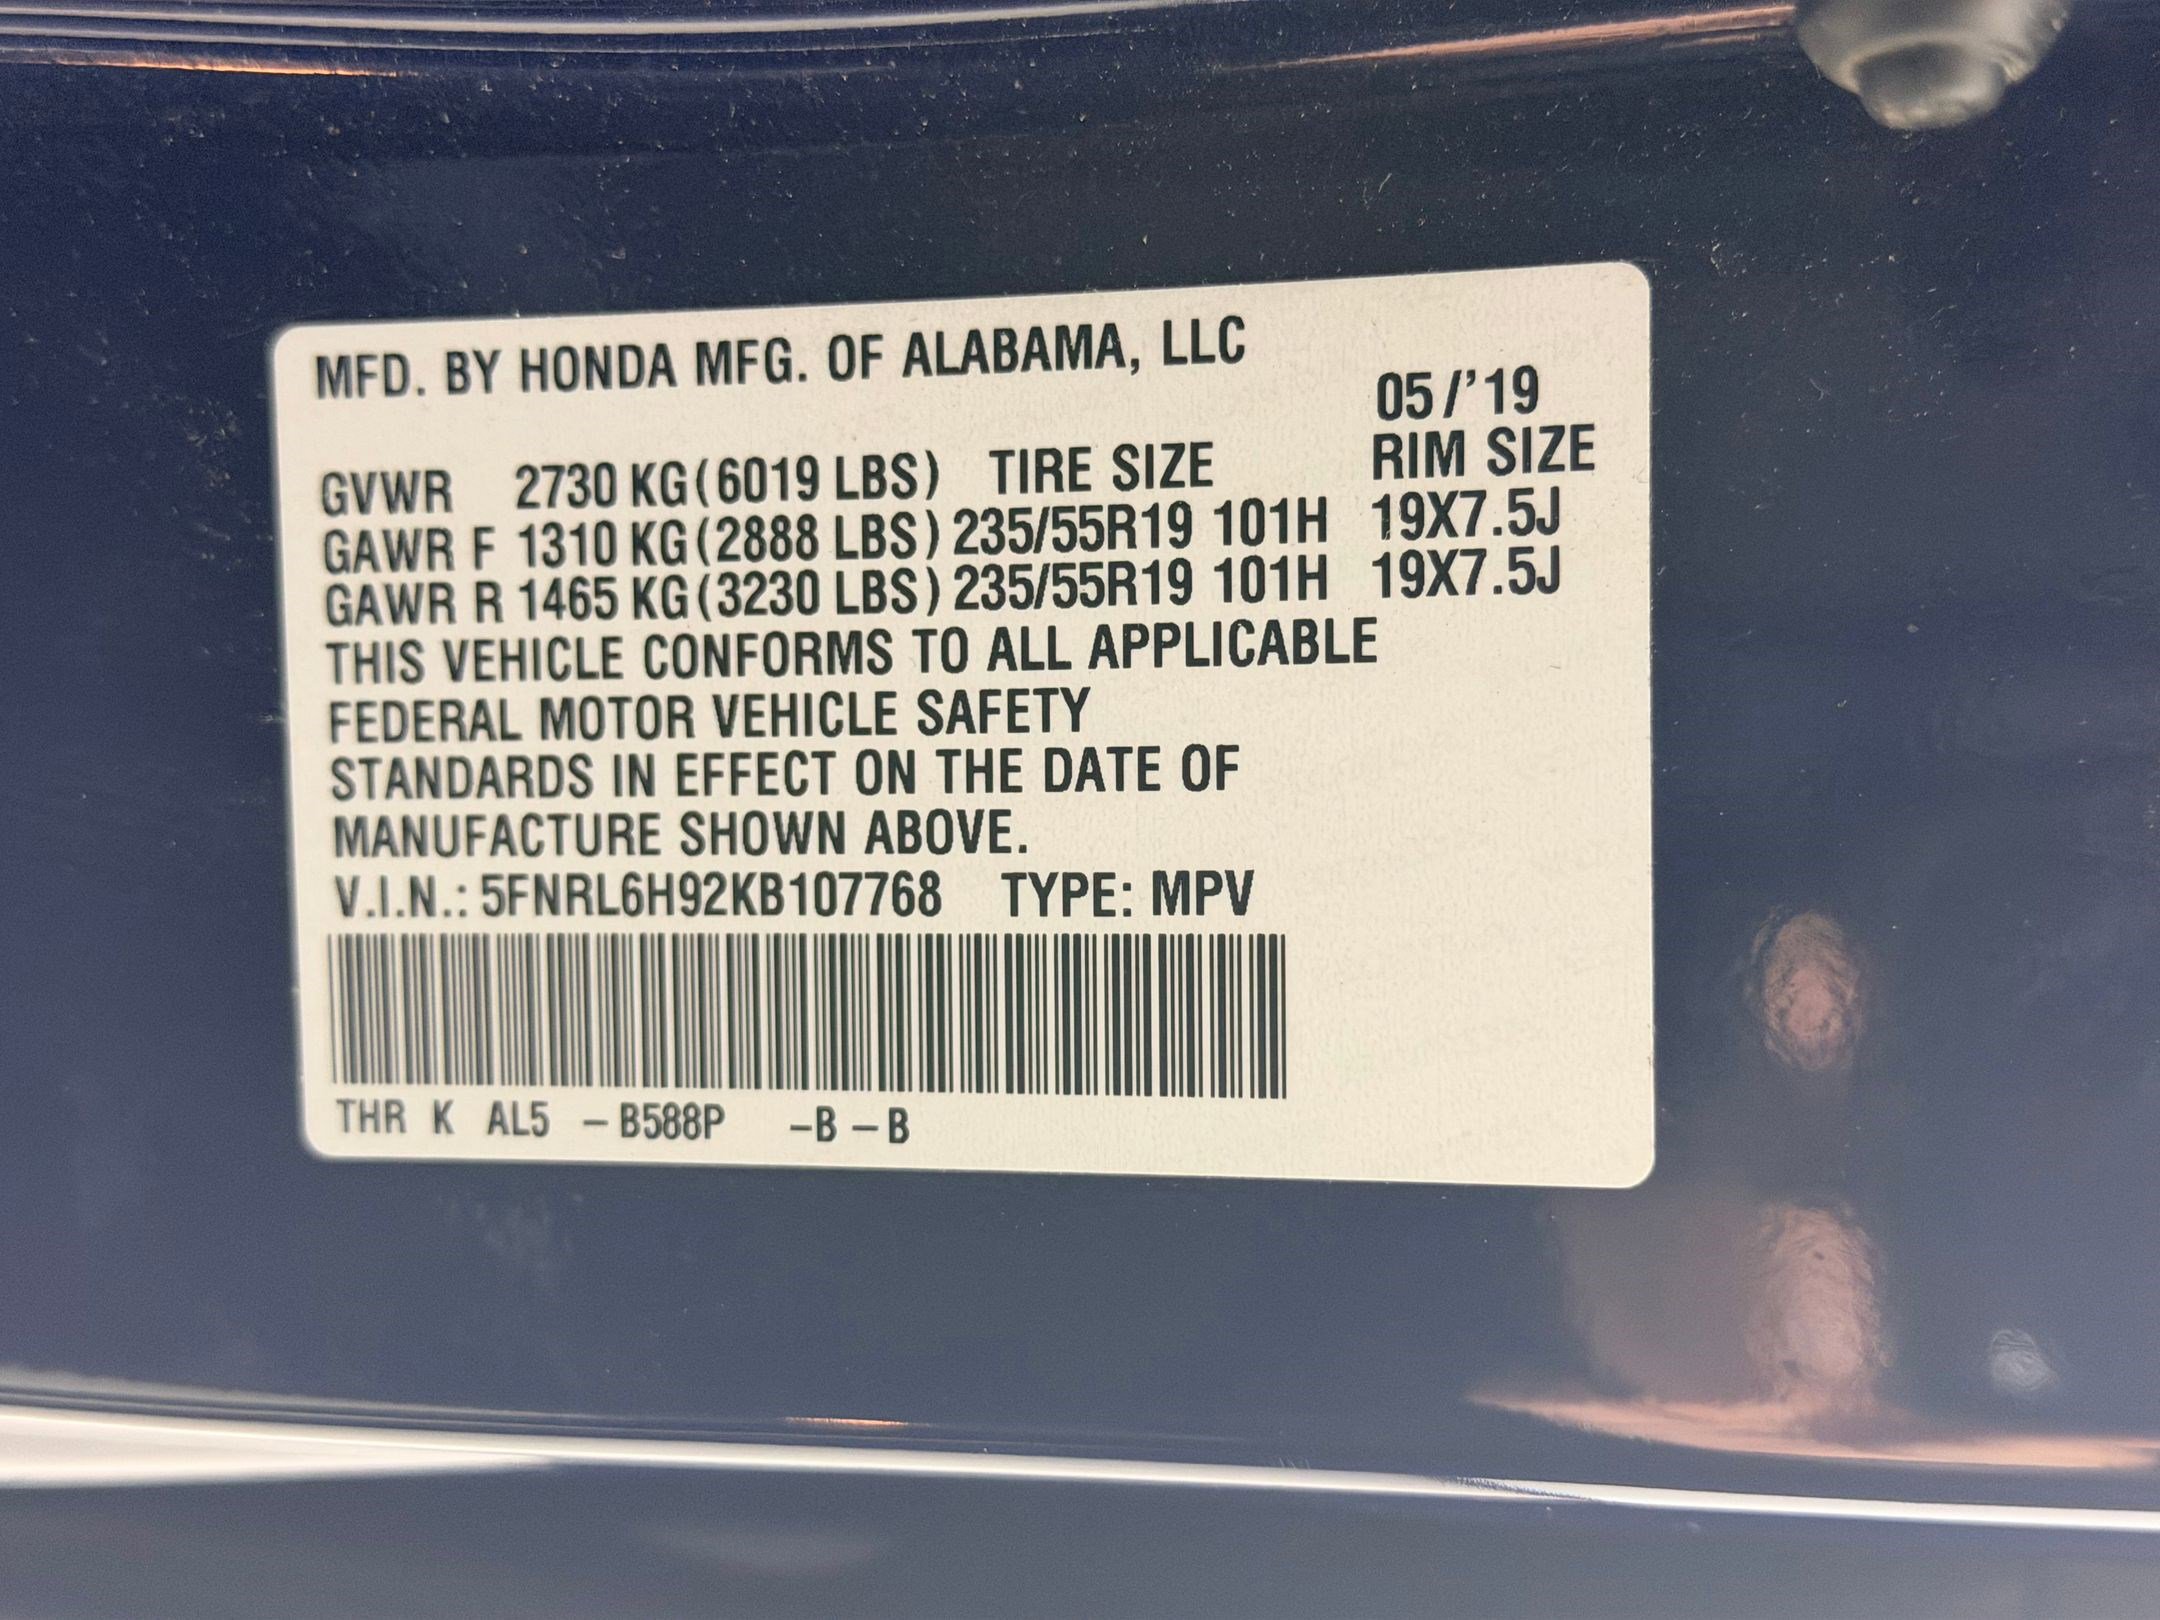 MFD. BY HONDA MFG. OF ALABAMA, LLC
05/'19
GVWR 2730 KG(6019 LBS) TIRE SIZE RIM SIZE
GAWR F 1310 KG(2888 LBS) 235/55R19 101H 19X7.5J
GAWR R 1465 KG(3230 LBS) 235/55R19 101H 19X7.5J
THIS VEHICLE CONFORMS TO ALL APPLICABLE
FEDERAL MOTOR VEHICLE SAFETY
STANDARDS IN EFFECT ON THE DATE OF
MANUFACTURE SHOWN ABOVE.
V.I.N.: 5FNRL6H92KB107768 TYPE: MPV
THR K AL5 – B588P –B – B